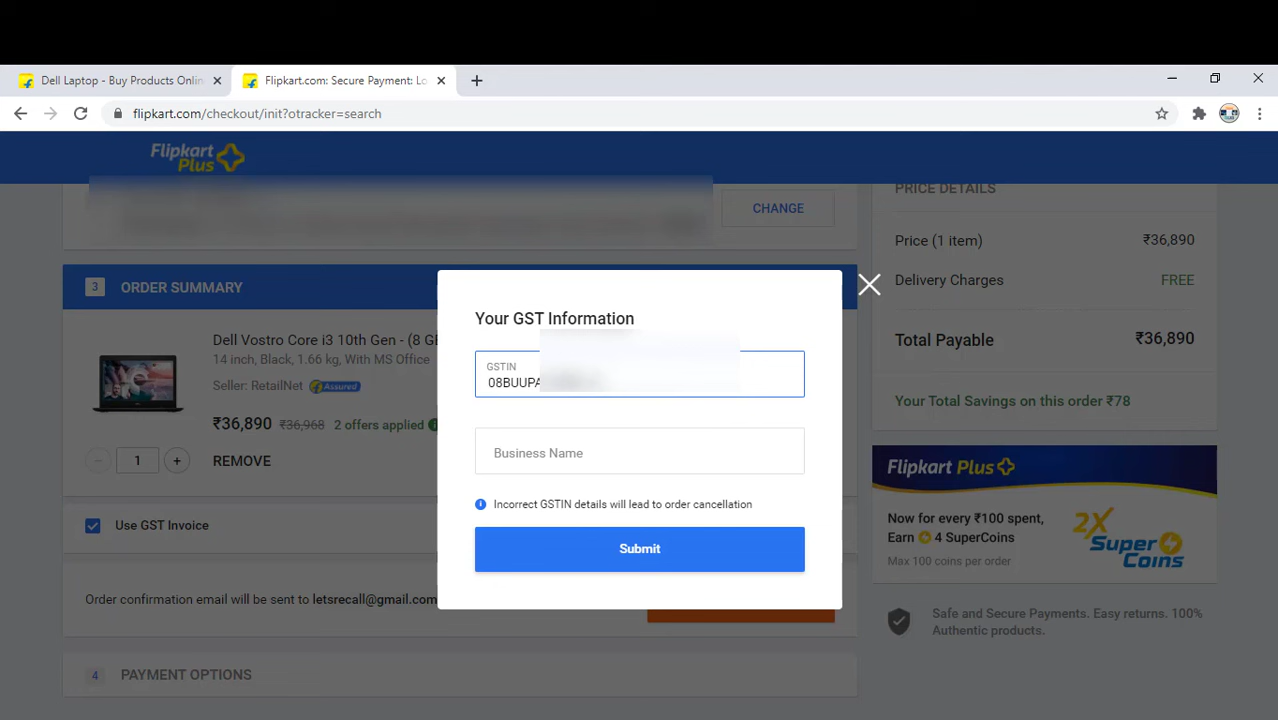 Dell Laptop - Buy Products Onlin
Flipkart.com: Secure Payment: Lo
flipkart.com/checkout/init?otracker=search
Flipkart
Plus
CHANGE
3 ORDER SUMMARY
Dell Vostro Core i3 10th Gen - (8 G
14 inch, Black, 1.66 kg, With MS Office
Seller: RetailNet Assured
₹36,890 ₹36,968 2 offers applied
1
REMOVE
Use GST Invoice
Order confirmation email will be sent to letsrecall@gmail.com
4 PAYMENT OPTIONS
Your GST Information
GSTIN
08BUUPA
Business Name
Incorrect GSTIN details will lead to order cancellation
Submit
PRICE DETAILS
Price (1 item) ₹36,890
Delivery Charges FREE
Total Payable ₹36,890
Your Total Savings on this order ₹78
Flipkart Plus
Now for every ₹100 spent,
Earn 4 SuperCoins
Max 100 coins per order
2X
Super
Coins
Safe and Secure Payments. Easy returns. 100%
Authentic products.